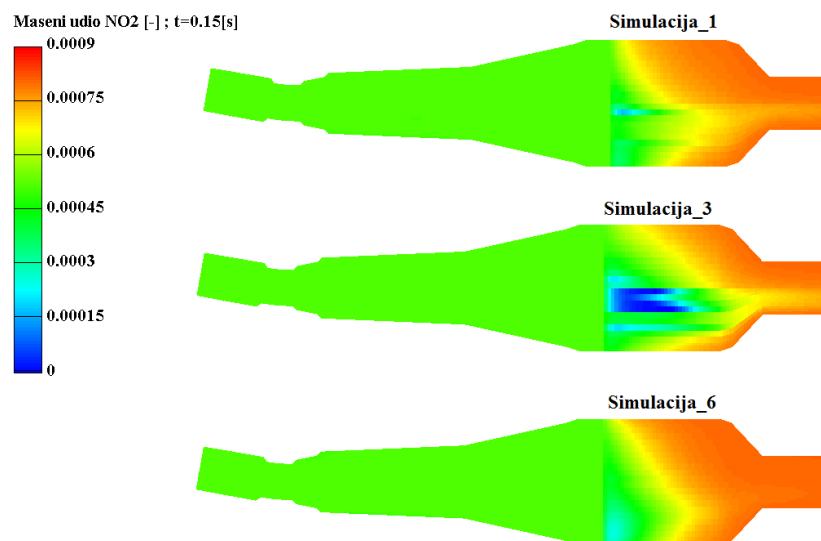 Maseni udio NO2 [-] ; t=0.15[s]
Simulacija_1
0.0009
0.00075
0.0006
0.00045
0.0003
0.00015
0
Simulacija_3
Simulacija_6